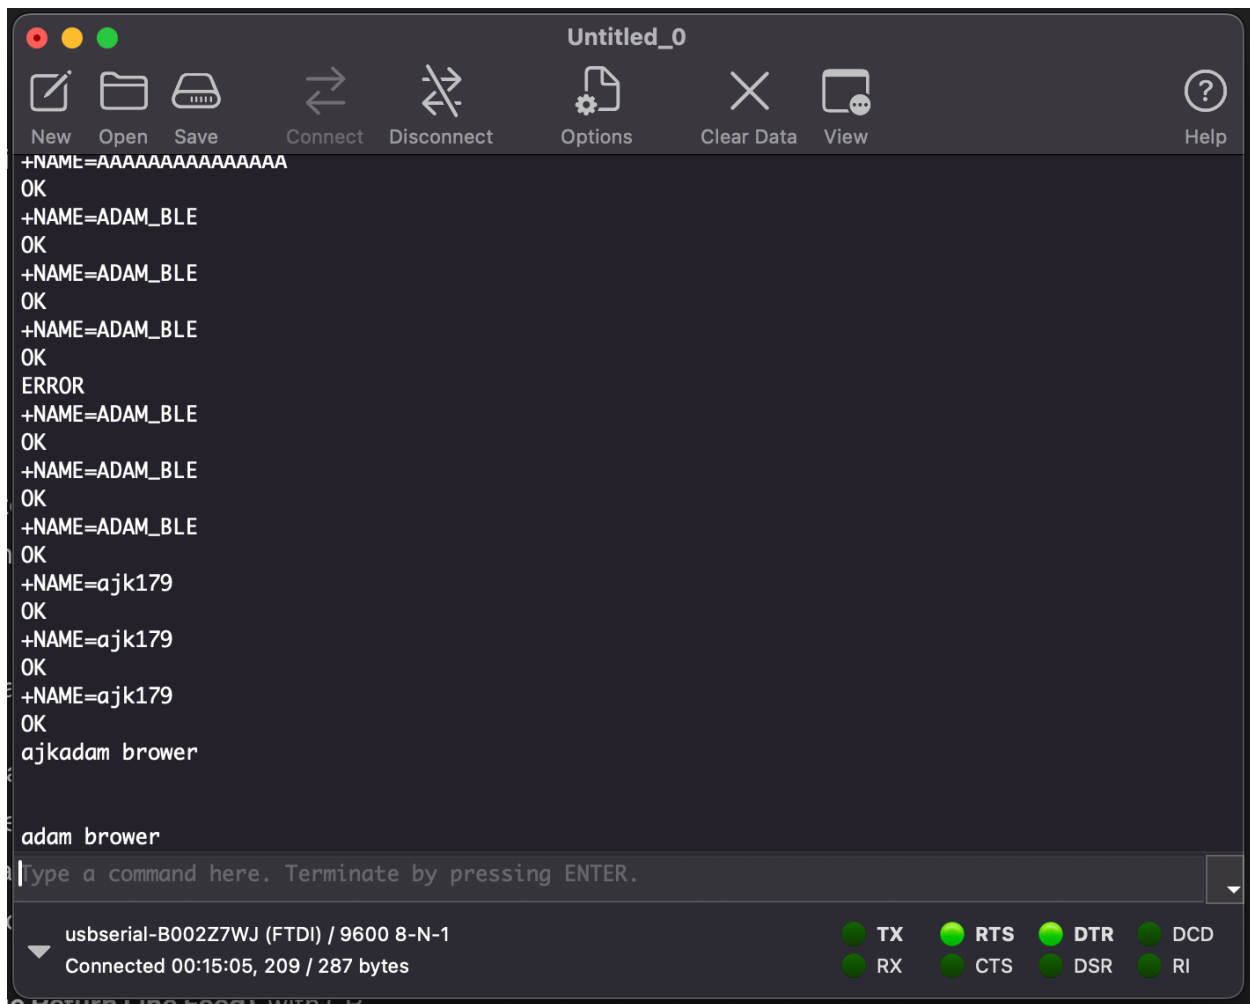 Untitled_0
New Open Save Connect Disconnect Options Clear Data View Help
+NAME=AAAAAAAAAAAAAAA
OK
+NAME=ADAM_BLE
OK
+NAME=ADAM_BLE
OK
+NAME=ADAM_BLE
OK
ERROR
+NAME=ADAM_BLE
OK
+NAME=ADAM_BLE
OK
+NAME=ADAM_BLE
OK
+NAME=ajk179
OK
+NAME=ajk179
OK
+NAME=ajk179
OK
ajkadam brower
adam brower
Type a command here. Terminate by pressing ENTER.
usbserial-B002Z7WJ (FTDI) / 9600 8-N-1
Connected 00:15:05, 209 / 287 bytes
TX RTS DTR DCD
RX CTS DSR RI